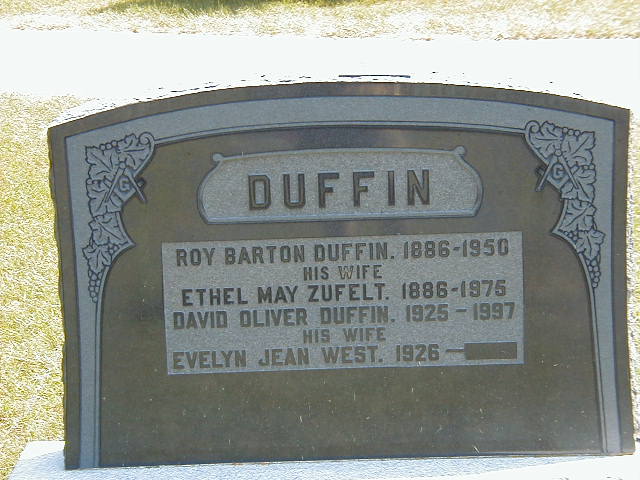 DUFFIN
ROY BARTON DUFFIN. 1886-1950
HIS WIFE
ETHEL MAY ZUFELT. 1886-1975
DAVID OLIVER DUFFIN. 1925-1997
HIS WIFE
EVELYN JEAN WEST. 1926-
G
G